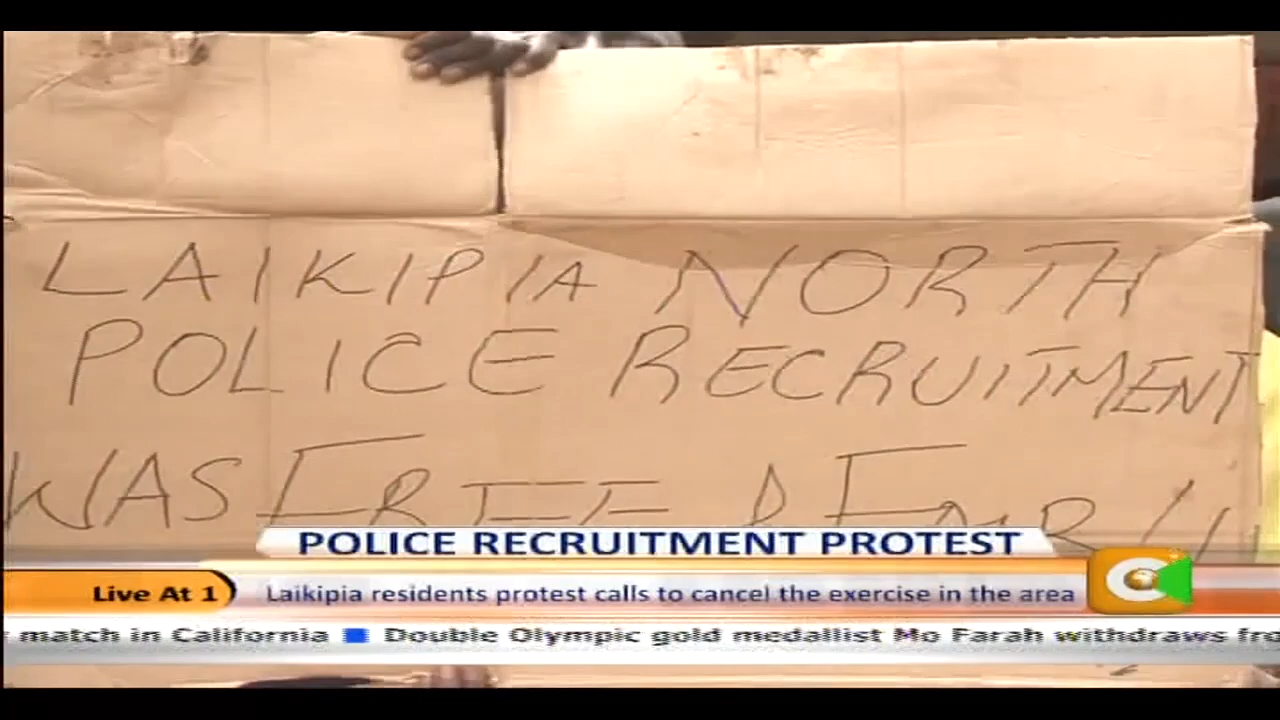 LAIKIPIA NORTH
POLICE RECRUITMENT
WAS FREE
POLICE RECRUITMENT PROTEST
Live At 1
Laikipia residents protest calls to cancel the exercise in the area
match in California ■ Double Olympic gold medallist Mo Farah withdraws fro